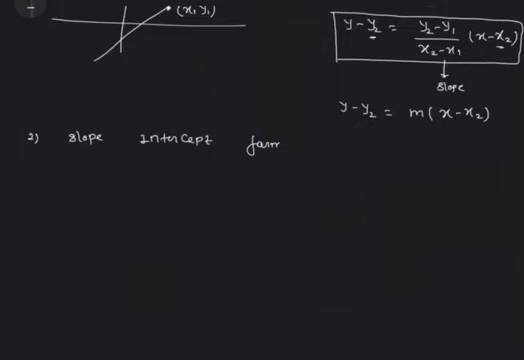 (x₁ y₁)
y - y₂ = y₂ - y₁ / x₂ - x₁ (x - x₂)
slope
y - y₂ = m (x - x₂)
2) slope Intercept form